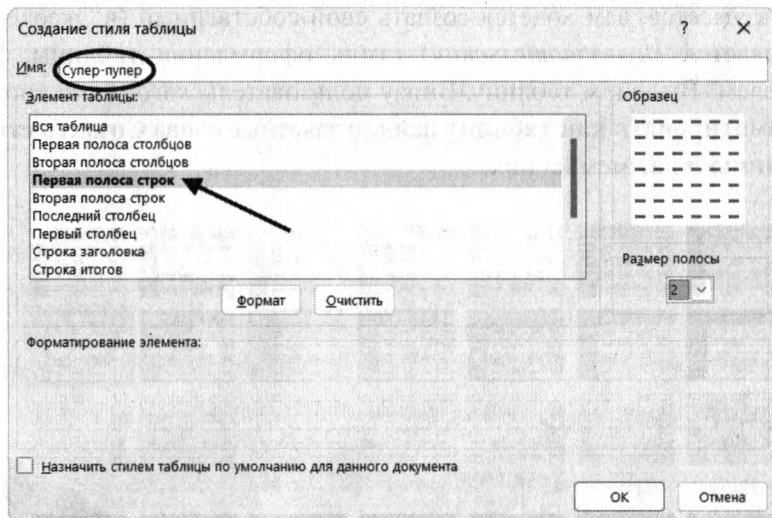 Создание стиля таблицы ? ×
Имя: Супер-пупер
Элемент таблицы:
Вся таблица
Первая полоса столбцов
Вторая полоса столбцов
Первая полоса строк
Вторая полоса строк
Последний столбец
Первый столбец
Строка заголовка
Строка итогов
Образец
Размер полосы
2
Формат Очистить
Форматирование элемента:
Назначить стилем таблицы по умолчанию для данного документа
ОК Отмена